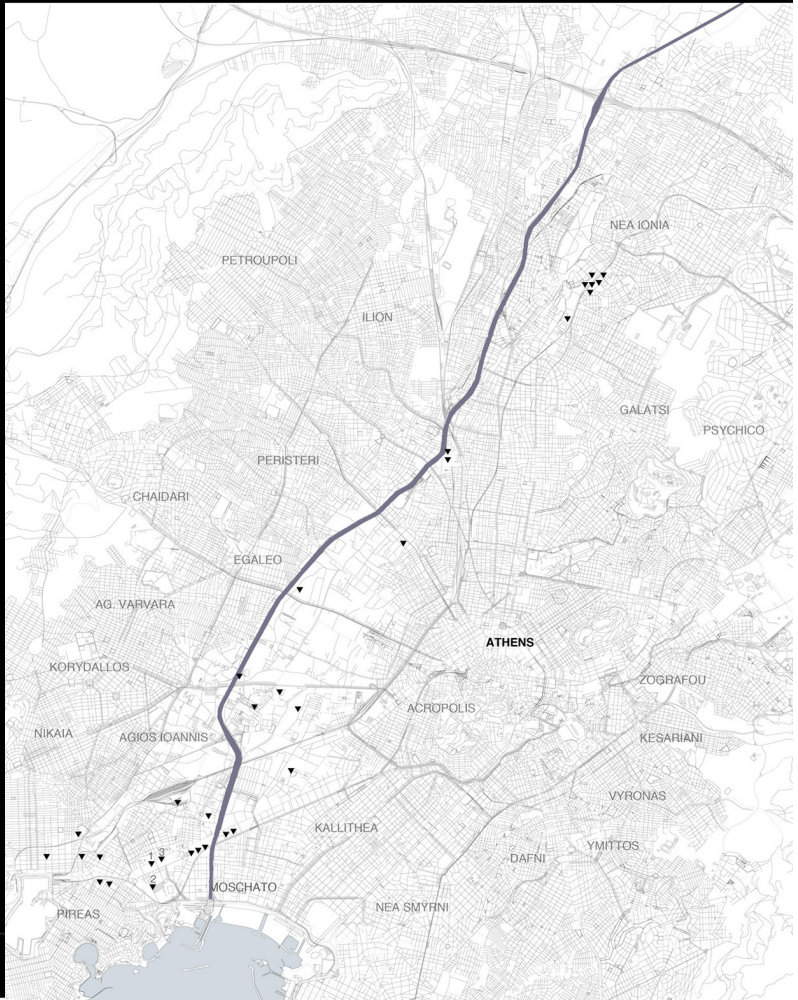 NEA IONIA
PETROUPOLI
ILION
GALATSI
PSYCHICO
PERISTERI
CHAIDARI
EGALEO
AG. VARVARA
ATHENS
KORYDALLOS
ZOGRAFOU
ACROPOLIS
NIKAIA
AGIOS IOANNIS
KESARIANI
VYRONAS
KALLITHEA
YMITTOS
DAFNI
1 3
2
MOSCHATO
NEA SMYRNI
PIREAS